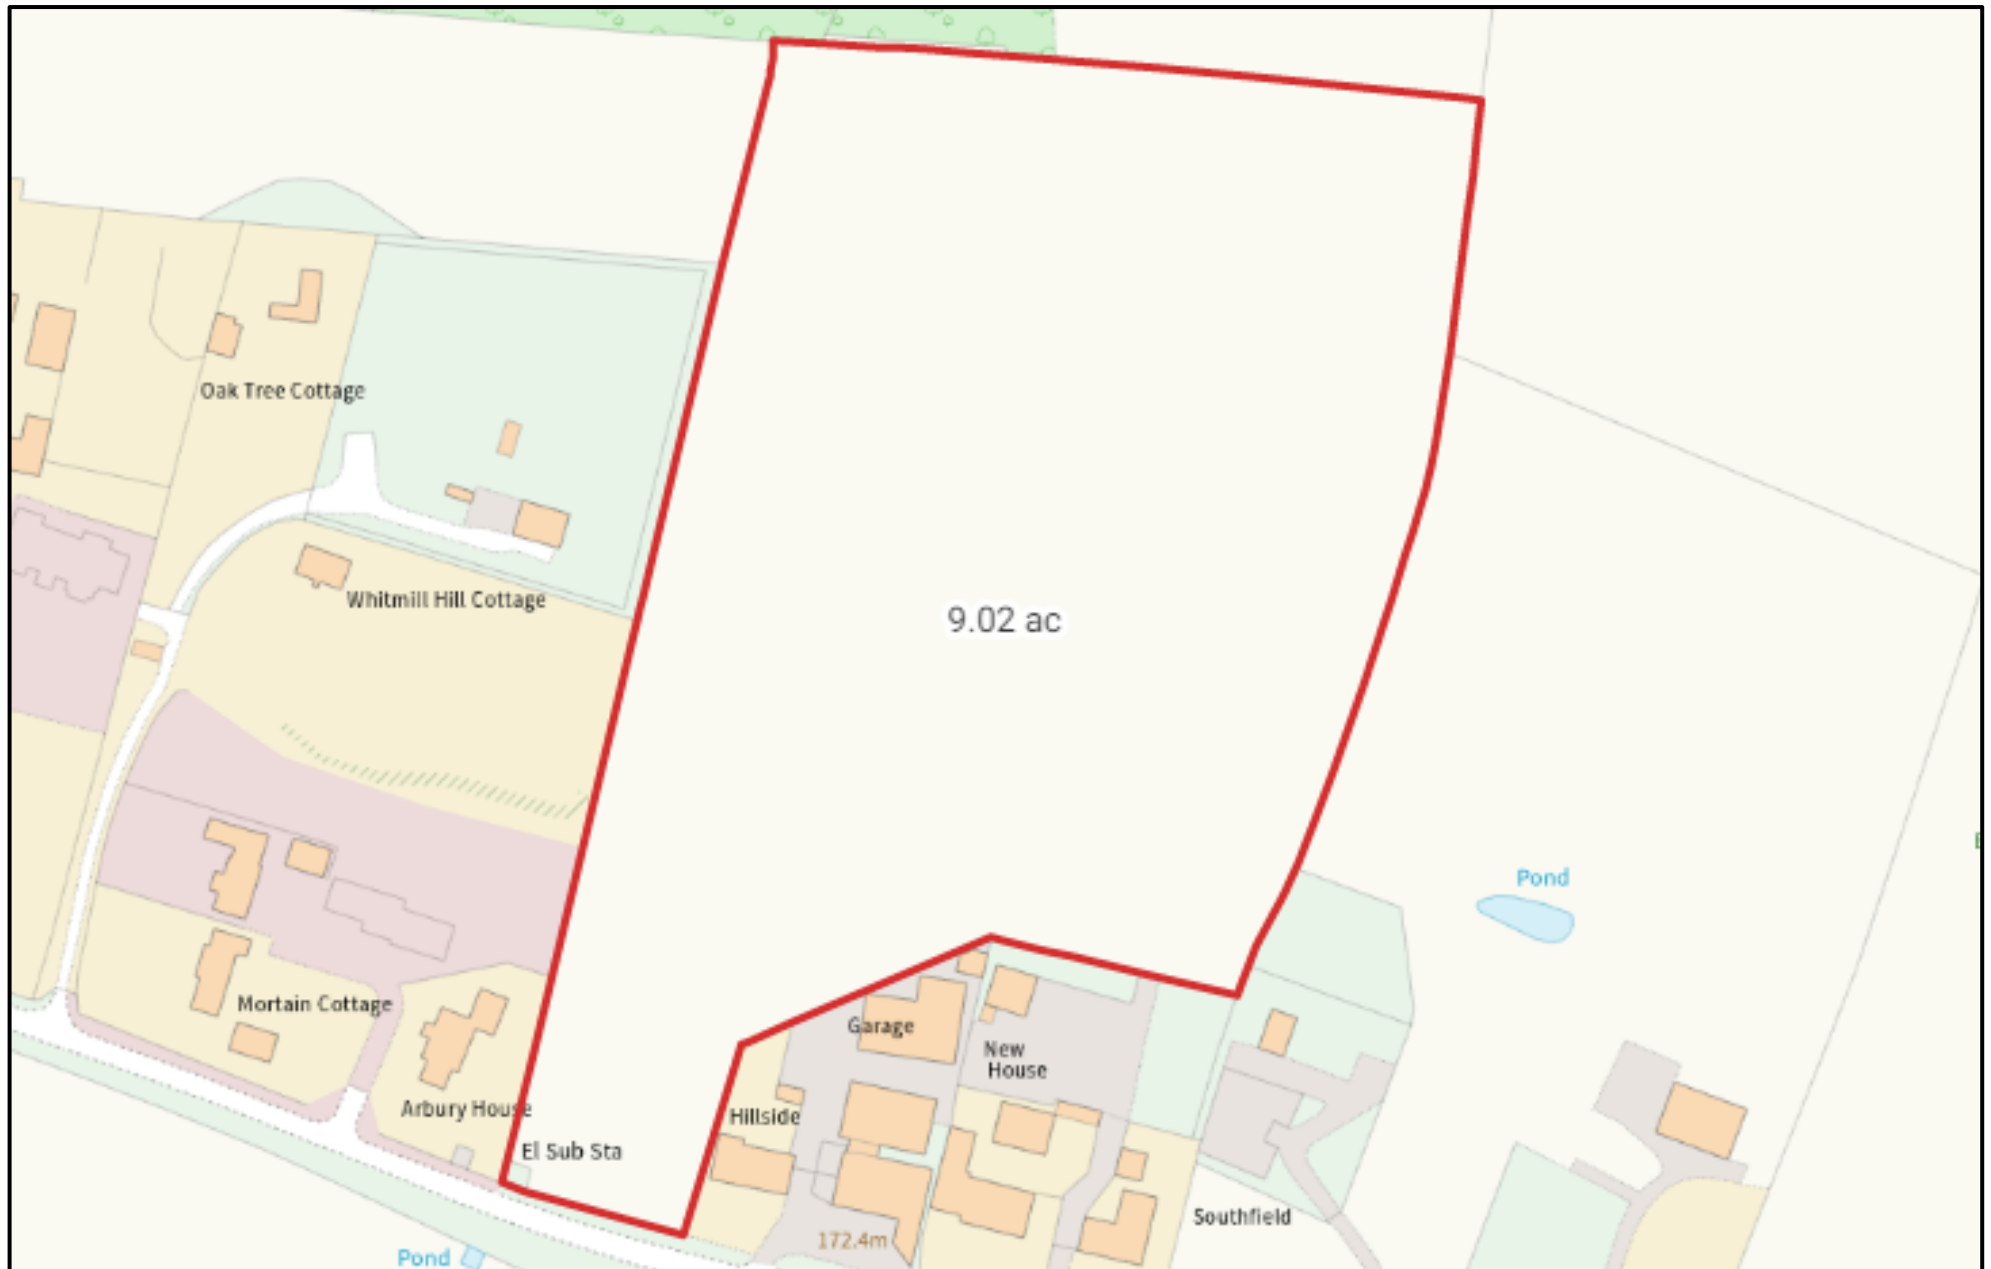 Oak Tree Cottage
Whitmill Hill Cottage
9.02 ac
Pond
Mortain Cottage
Garage
New
House
Arbury House
Hillside
El Sub Sta
Southfield
172.4m
Pond